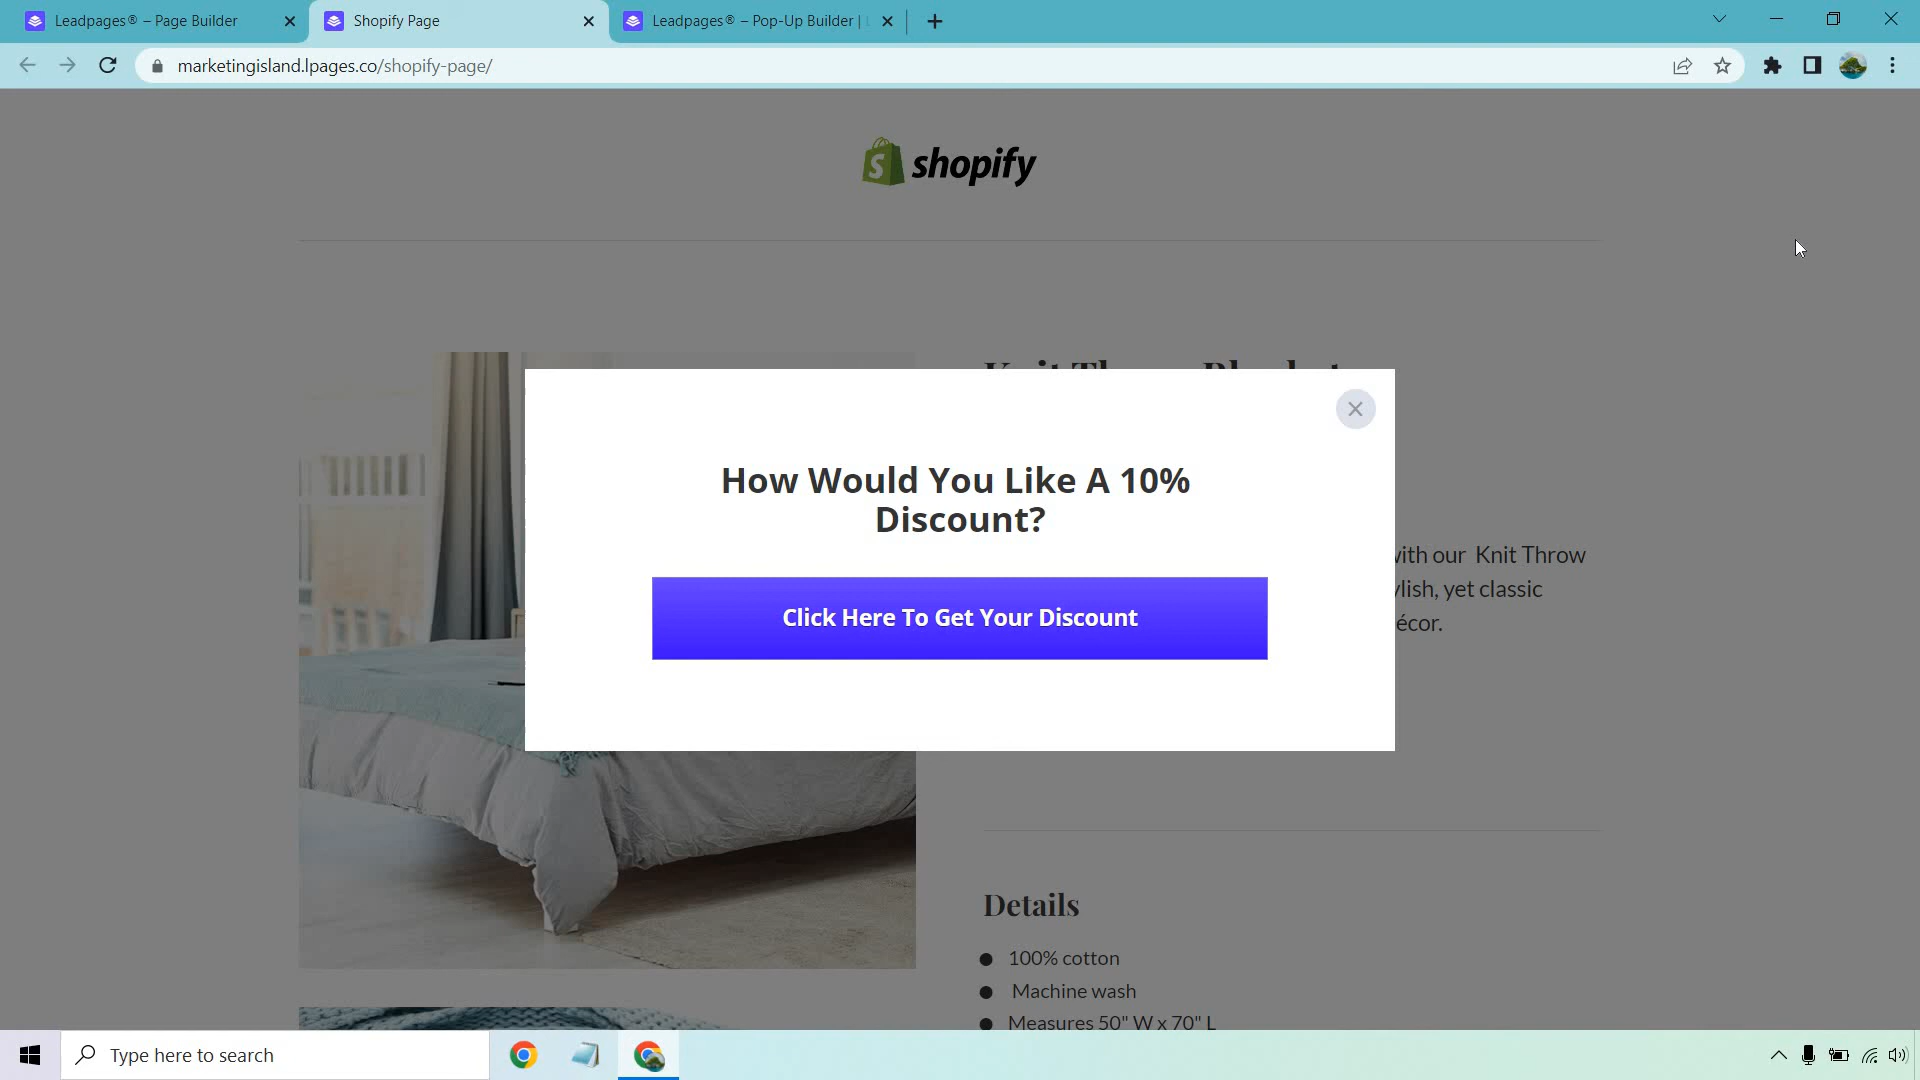 Leadpages® – Page Builder
Shopify Page
Leadpages® – Pop-Up Builder |
marketingisland.lpages.co/shopify-page/
shopify
How Would You Like A 10%
Discount?
Click Here To Get Your Discount
with our Knit Throw
yet classic
Details
100% cotton
Machine wash
Measures 50" W x 70" L
Type here to search